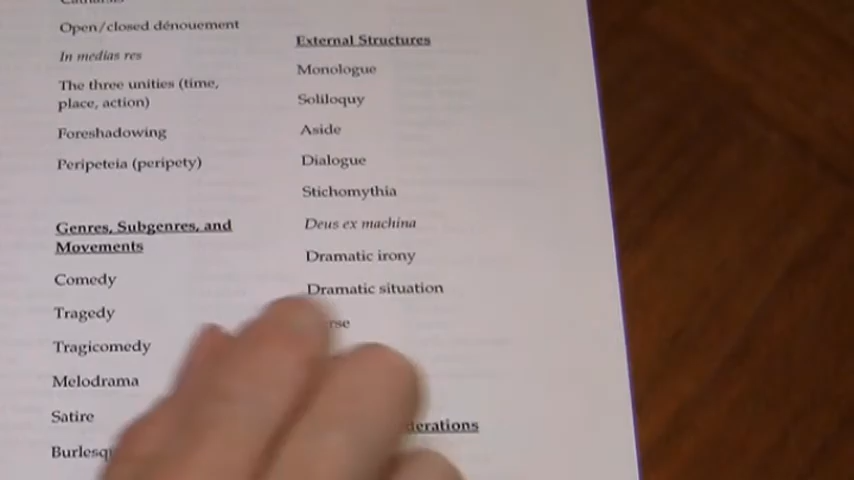 Open/closed dénouement
In medias res
The three unities (time,
place, action)
Foreshadowing
Peripeteia (peripety)
Genres, Subgenres, and
Movements
Comedy
Tragedy
Tragicomedy
Melodrama
Satire
External Structures
Monologue
Soliloquy
Aside
Dialogue
Stichomythia
Deus ex machina
Dramatic irony
Dramatic situation